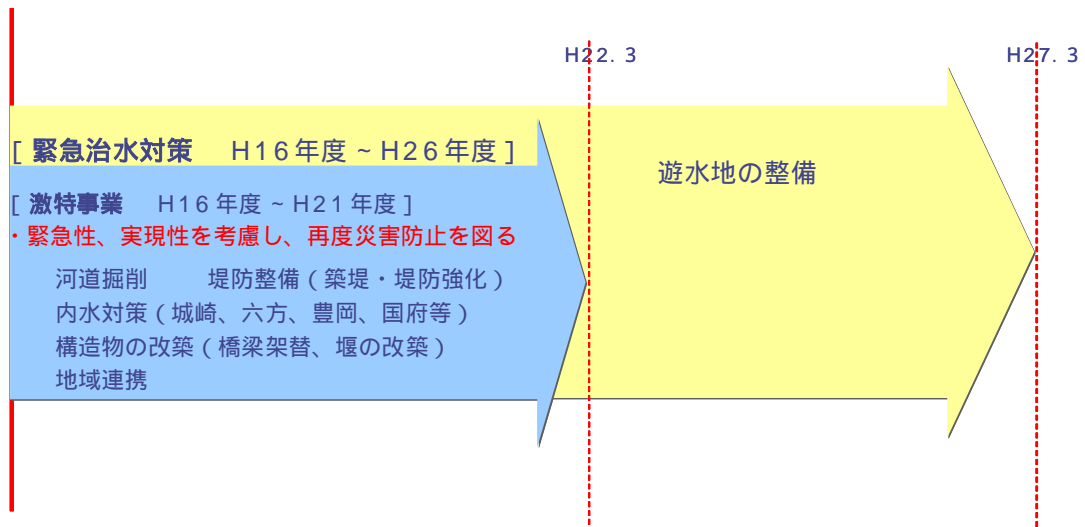 H22.3
H27.3
[ 緊急治水対策 H16年度 ~ H26年度 ]
遊水地の整備
[ 激特事業 H16年度 ~ H21年度 ]
・緊急性、実現性を考慮し、再度災害防止を図る
河道掘削 堤防整備(築堤・堤防強化)
内水対策(城崎、六方、豊岡、国府等)
構造物の改築(橋梁架替、堰の改築)
地域連携